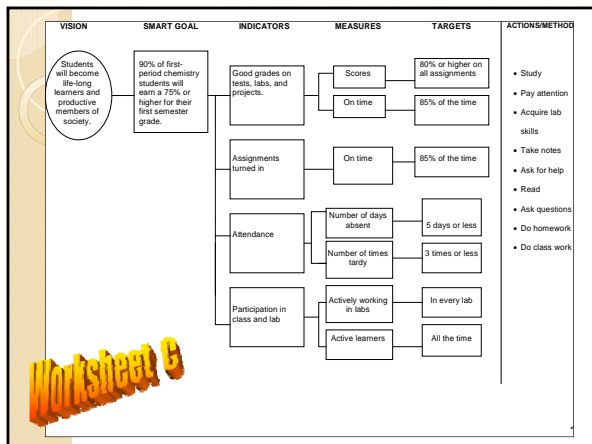 VISION
SMART GOAL
INDICATORS
MEASURES
TARGETS
ACTIONS/METHOD
Students
will become
life-long
learners and
productive
members of
society.
90% of first-
period chemistry
students will
earn a 75% or
higher for their
first semester
grade.
Good grades on
tests, labs, and
projects.
Scores
80% or higher on
all assignments
On time
85% of the time
Assignments
turned in
On time
85% of the time
Attendance
Number of days
absent
5 days or less
Number of times
tardy
3 times or less
Participation in
class and lab
Actively working
in labs
In every lab
Active learners
All the time
• Study
• Pay attention
• Acquire lab
skills
• Take notes
• Ask for help
• Read
• Ask questions
• Do homework
• Do class work
Worksheet C